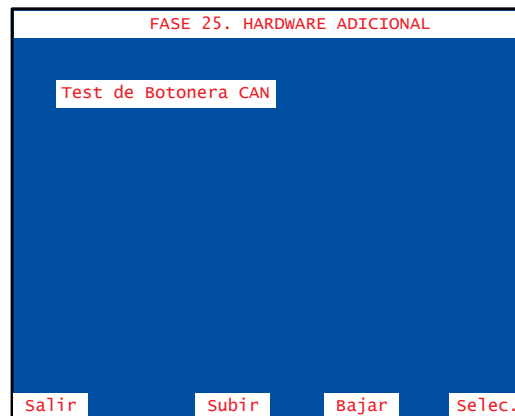 FASE 25. HARDWARE ADICIONAL
Test de Botonera CAN
Salir Subir Bajar Selec.